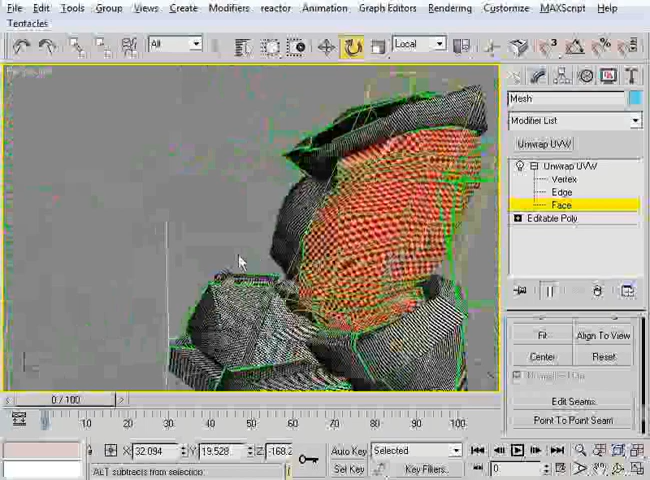 File Edit Tools Group Views Create Modifiers reactor Animation Graph Editors Rendering Customize MAXScript Help
Tentacles
All
Local
Mesh
Modifier List
Unwrap UVW
Unwrap UVW
Vertex
Edge
Face
Editable Poly
Fit
Align To View
Center
Reset
Edit Seams
Point To Point Seam
0 / 100
10 20 30 40 50 60 70 80 90 100
X: 32.094 Y: 19.528 Z: -168.2
Auto Key Selected
ALT subtracts from selection
Set Key Key Filters... 0